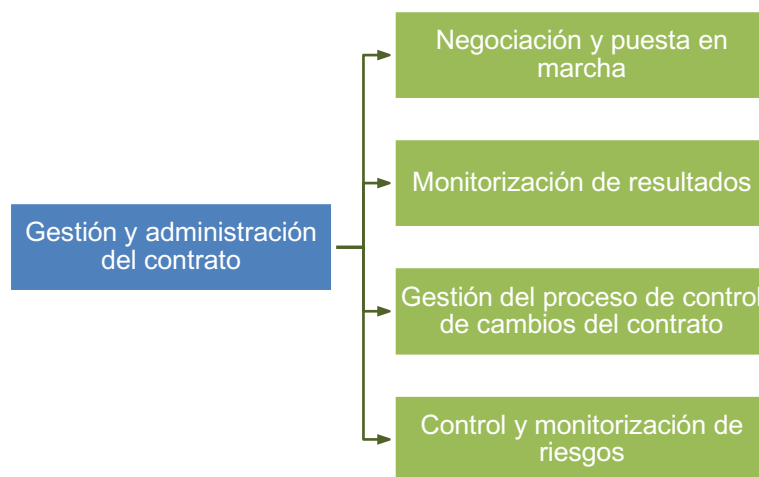 Negociación y puesta en
marcha
Monitorización de resultados
Gestión y administración
del contrato
Gestión del proceso de control
de cambios del contrato
Control y monitorización de
riesgos